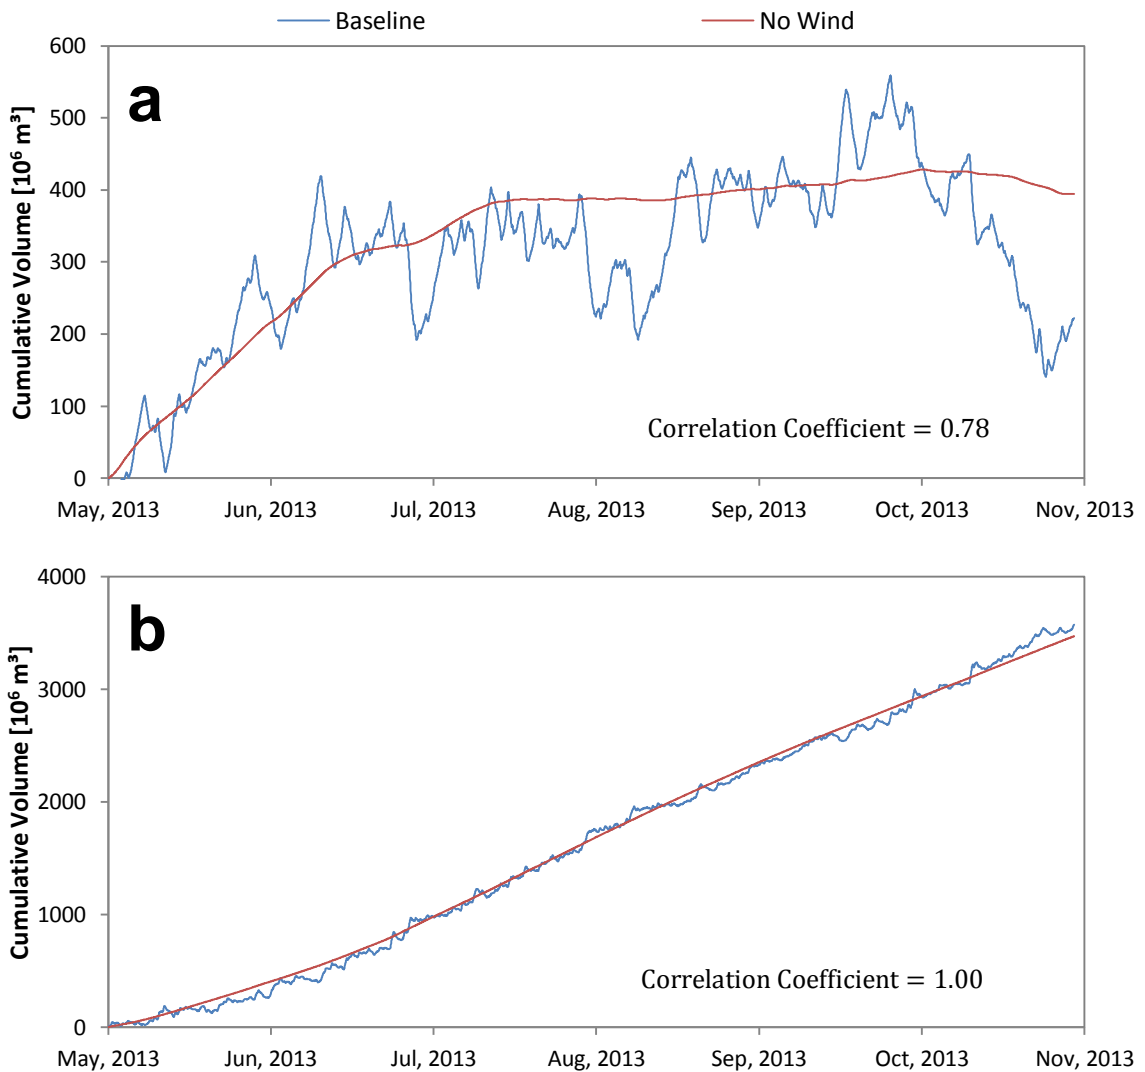 Baseline No Wind
a
Cumulative Volume [10⁶ m³]
600
500
400
300
200
100
0
Correlation Coefficient = 0.78
May, 2013 Jun, 2013 Jul, 2013 Aug, 2013 Sep, 2013 Oct, 2013 Nov, 2013
b
Cumulative Volume [10⁶ m³]
4000
3000
2000
1000
0
Correlation Coefficient = 1.00
May, 2013 Jun, 2013 Jul, 2013 Aug, 2013 Sep, 2013 Oct, 2013 Nov, 2013